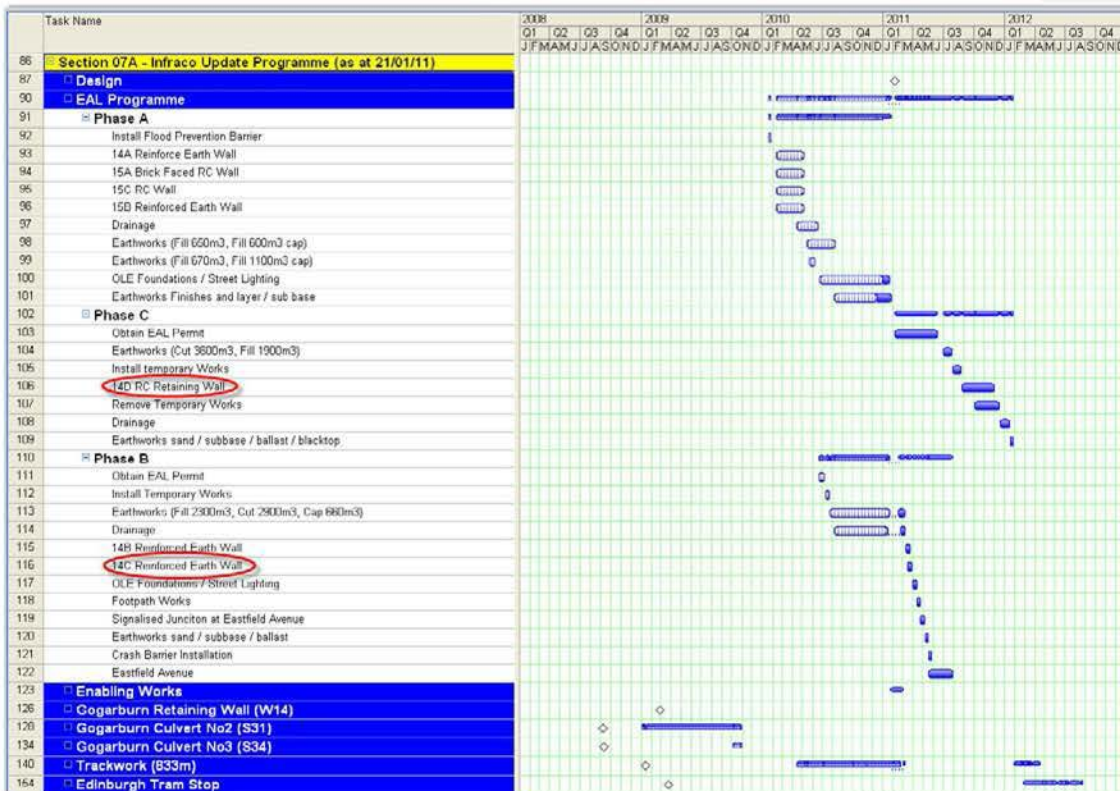 Task Name
2008 2009 2010 2011 2012
Q1 Q2 Q3 Q4 Q1 Q2 Q3 Q4 Q1 Q2 Q3 Q4 Q1 Q2 Q3 Q4 Q1 Q2 Q3 Q4
J F M A M J J A S O N D J F M A M J J A S O N D J F M A M J J A S O N D J F M A M J J A S O N D J F M A M J J A S O N D
86 Section 07A - Infraco Update Programme (as at 21/01/11)
87 Design
90 EAL Programme
91 Phase A
92 Install Flood Prevention Barrier
93 14A Reinforce Earth Wall
94 15A Brick Faced RC Wall
95 15C RC Wall
96 15B Reinforced Earth Wall
97 Drainage
98 Earthworks (Fill 650m3, Fill 600m3 cap)
99 Earthworks (Fill 670m3, Fill 1100m3 cap)
100 OLE Foundations / Street Lighting
101 Earthworks Finishes and layer / sub base
102 Phase C
103 Obtain EAL Permit
104 Earthworks (Cut 3600m3, Fill 1900m3)
105 Install temporary Works
106 14D RC Retaining Wall
107 Remove Temporary Works
108 Drainage
109 Earthworks sand / subbase / ballast / blacktop
110 Phase B
111 Obtain EAL Permit
112 Install Temporary Works
113 Earthworks (Fill 2300m3, Cut 2900m3, Cap 660m3)
114 Drainage
115 14B Reinforced Earth Wall
116 14C Reinforced Earth Wall
117 OLE Foundations / Street Lighting
118 Footpath Works
119 Signalised Junciton at Eastfield Avenue
120 Earthworks sand / subbase / ballast
121 Crash Barrier Installation
122 Eastfield Avenue
123 Enabling Works
126 Gogarburn Retaining Wall (W14)
128 Gogarburn Culvert No2 (S31)
134 Gogarburn Culvert No3 (S34)
140 Trackwork (833m)
164 Edinburgh Tram Stop